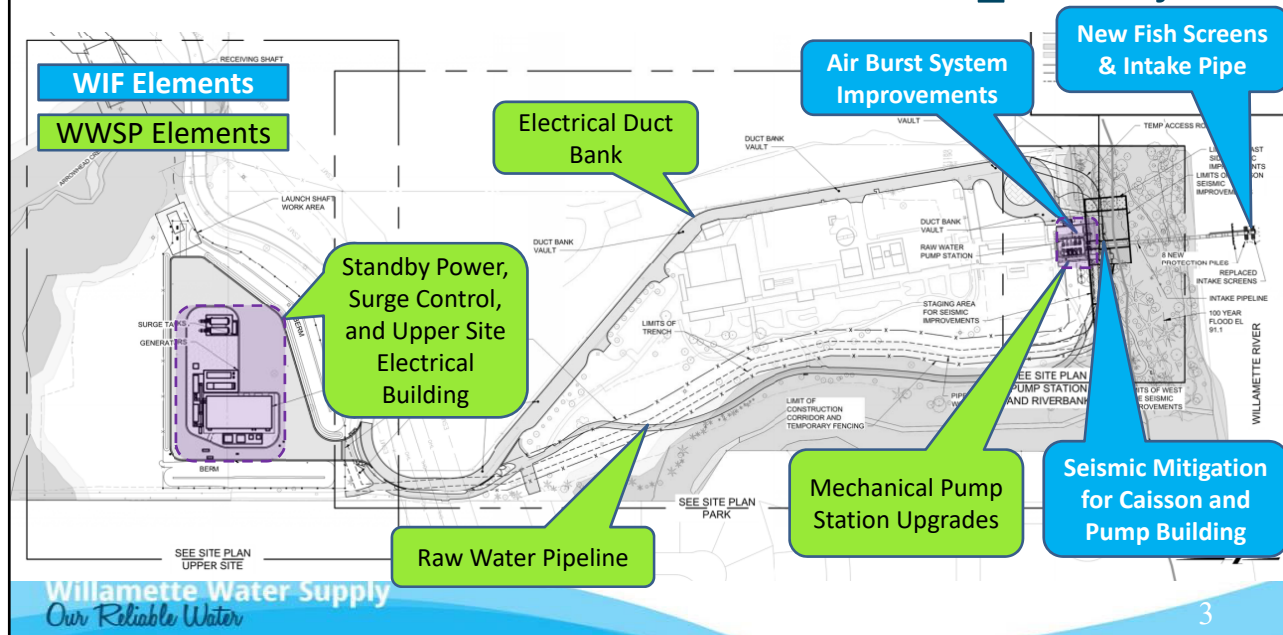 New Fish Screens
& Intake Pipe
Air Burst System
Improvements
WIF Elements
WWSP Elements
Electrical Duct
Bank
RECEIVING SHAFT
LAUNCH SHAFT
WORK AREA
DUCT BANK
VAULT
DUCT BANK
VAULT
VAULT
TEMP ACCESS
SEISMIC
IMPROVEMENTS
DUCT BANK
VAULT
RAW WATER
PUMP STATION
8 NEW
PROTECTION PILES
REPLACED
INTAKE SCREENS
INTAKE PIPELINE
100 YEAR
FLOOD EL
91.1
WILLAMETTE RIVER
Standby Power,
Surge Control,
and Upper Site
Electrical
Building
SURGE
BERM
LIMITS OF
TRENCH
STAGING AREA
FOR SEISMIC
IMPROVEMENTS
SEE SITE PLAN
PUMP STATION
AND RIVERBANK
OF WEST
SEISMIC
LIMIT OF
CONSTRUCTION
CORRIDOR AND
TEMPORARY FENCING
BERM
Mechanical Pump
Station Upgrades
Seismic Mitigation
for Caisson and
Pump Building
SEE SITE PLAN
PARK
Raw Water Pipeline
SEE SITE PLAN
UPPER SITE
Willamette Water Supply
Our Reliable Water
3